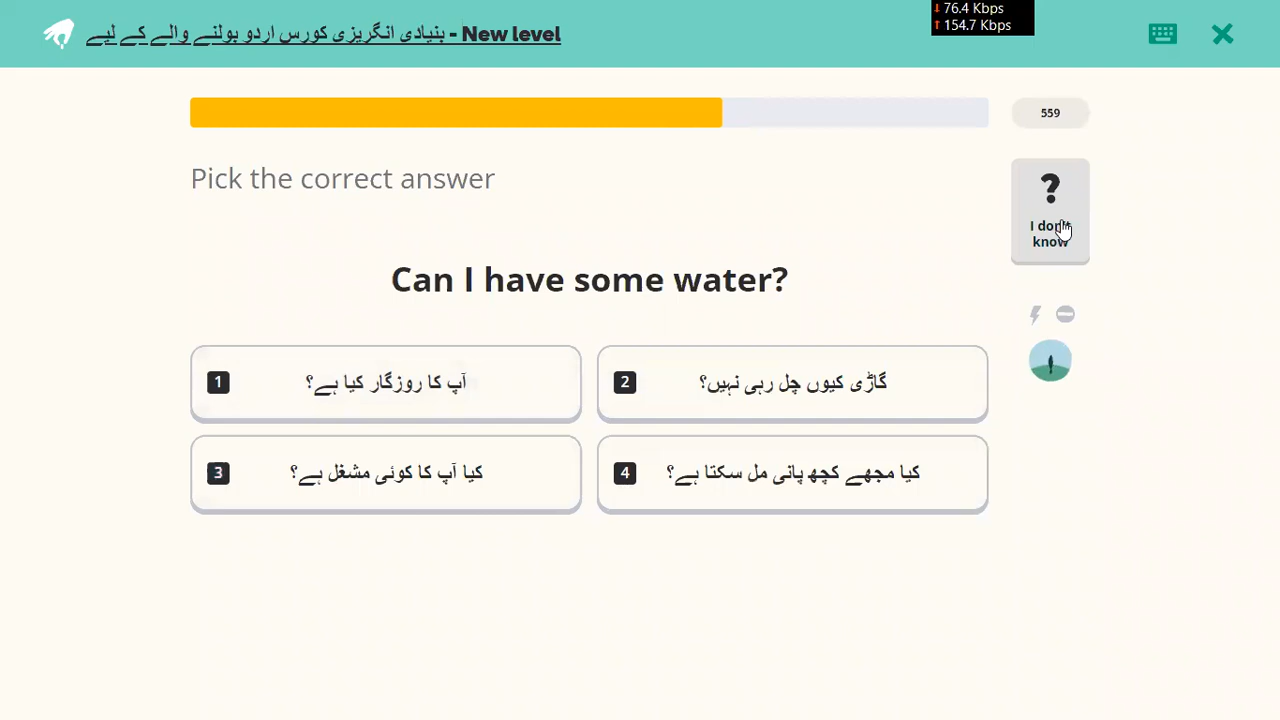 بنیادی انگریزی کورس اردو بولنے والے کے لیے - New level
76.4 Kbps
154.7 Kbps
559
Pick the correct answer
?
I don't
know
Can I have some water?
1 آپ کا روزگار کیا ہے؟
2 گاڑی کیوں چل رہی نہیں؟
3 کیا آپ کا کوئی مشغل ہے؟
4 کیا مجھے کچھ پانی مل سکتا ہے؟